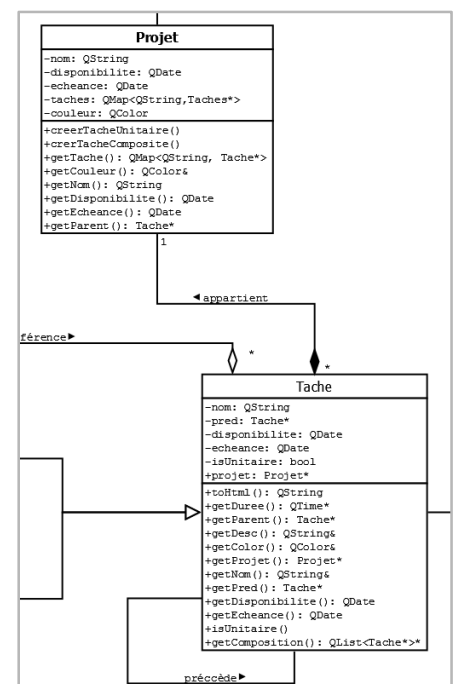 Projet
-nom: QString
-disponibilite: QDate
-echeance: QDate
-taches: QMap<QString,Taches*>
-couleur: QColor
+creerTacheUnitaire()
+crerTacheComposite()
+getTache(): QMap<QString, Tache*>
+getCouleur(): QColor&
+getNom(): QString
+getDisponibilite(): QDate
+getEcheance(): QDate
+getParent(): Tache*
1
◄appartient
férence►
*
*
Tache
-nom: QString
-pred: Tache*
-disponibilite: QDate
-echeance: QDate
-isUnitaire: bool
+projet: Projet*
+toHtml(): QString
+getDuree(): QTime*
+getParent(): Tache*
+getDesc(): QString&
+getColor(): QColor&
+getProjet(): Projet*
+getNom(): QString&
+getPred(): Tache*
+getDisponibilite(): QDate
+getEcheance(): QDate
+isUnitaire()
+getComposition(): QList<Tache*>*
préccède►